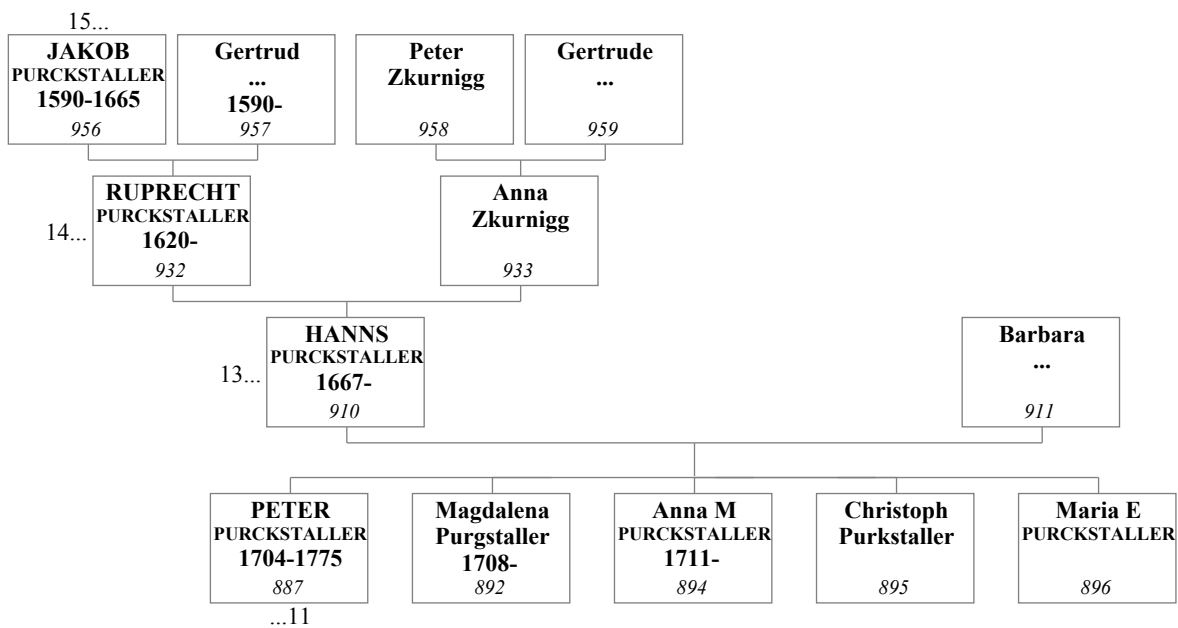 15...
JAKOB
PURCKSTALLER
1590-1665
956
Gertrud
...
1590-
957
Peter
Zkurnigg
958
Gertrude
...
959
14...
RUPRECHT
PURCKSTALLER
1620-
932
Anna
Zkurnigg
933
13...
HANNS
PURCKSTALLER
1667-
910
Barbara
...
911
PETER
PURCKSTALLER
1704-1775
887
Magdalena
Purgstaller
1708-
892
Anna M
PURCKSTALLER
1711-
894
Christoph
Purkstaller
895
Maria E
PURCKSTALLER
896
...11